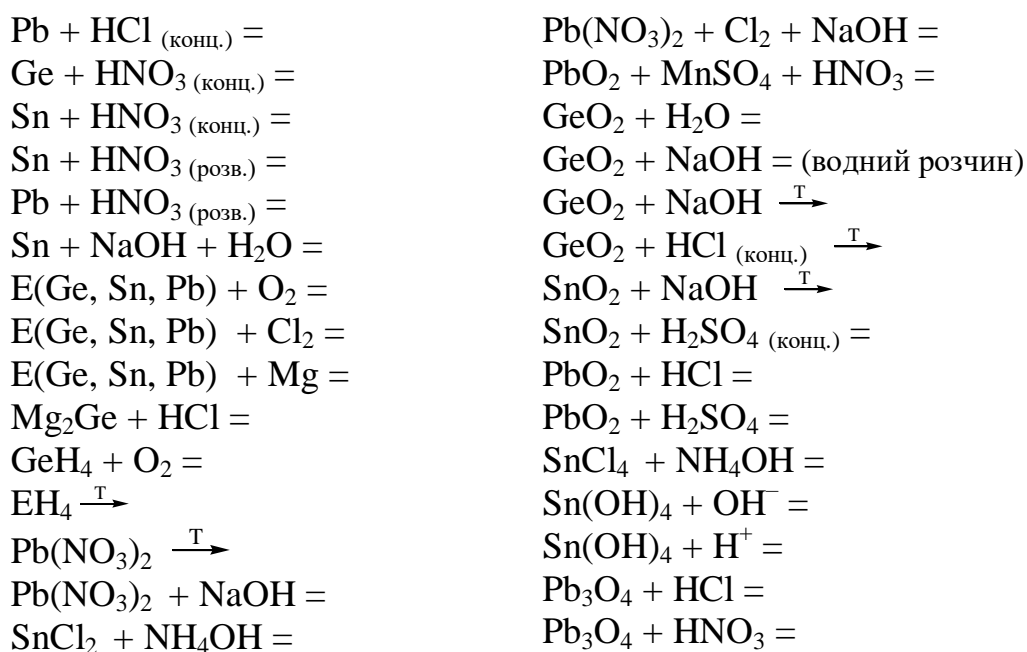 Pb + HCl (конц.) =
Ge + HNO₃ (конц.) =
Sn + HNO₃ (конц.) =
Sn + HNO₃ (розв.) =
Pb + HNO₃ (розв.) =
Sn + NaOH + H₂O =
E(Ge, Sn, Pb) + O₂ =
E(Ge, Sn, Pb) + Cl₂ =
E(Ge, Sn, Pb) + Mg =
Mg₂Ge + HCl =
GeH₄ + O₂ =
EH₄ —T→
Pb(NO₃)₂ —T→
Pb(NO₃)₂ + NaOH =
SnCl₂ + NH₄OH =
Pb(NO₃)₂ + Cl₂ + NaOH =
PbO₂ + MnSO₄ + HNO₃ =
GeO₂ + H₂O =
GeO₂ + NaOH = (водний розчин)
GeO₂ + NaOH —T→
GeO₂ + HCl (конц.) —T→
SnO₂ + NaOH —T→
SnO₂ + H₂SO₄ (конц.) =
PbO₂ + HCl =
PbO₂ + H₂SO₄ =
SnCl₄ + NH₄OH =
Sn(OH)₄ + OH⁻ =
Sn(OH)₄ + H⁺ =
Pb₃O₄ + HCl =
Pb₃O₄ + HNO₃ =